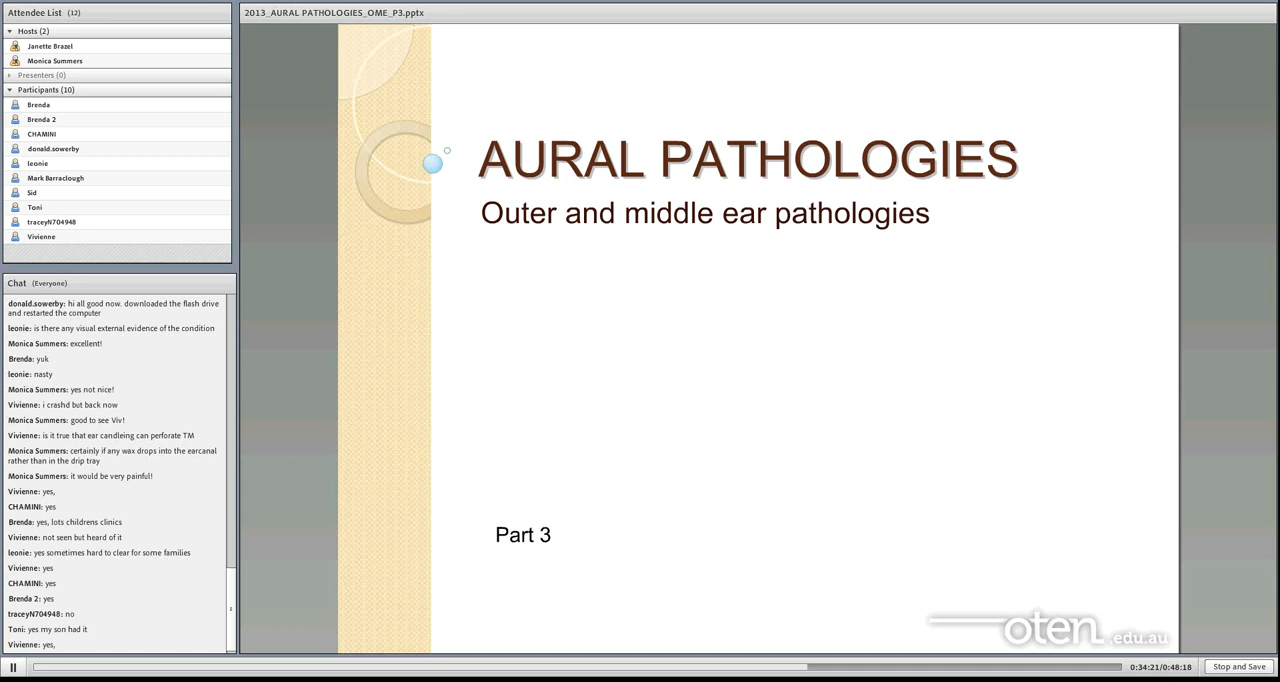 Attendee List (12)
Hosts (2)
Janette Brazel
Monica Summers
Presenters (0)
Participants (10)
Brenda
Brenda 2
CHAMINI
donald.sowerby
leonie
Mark Barraclough
Sid
Toni
traceyN704948
Vivienne
Chat (Everyone)
donald.sowerby: hi all good now. downloaded the flash drive
and restarted the computer
leonie: is there any visual external evidence of the condition
Monica Summers: excellent!
Brenda: yuk
leonie: nasty
Monica Summers: yes not nice!
Vivienne: i crashd but back now
Monica Summers: good to see Viv!
Vivienne: is it true that ear candleing can perforate TM
Monica Summers: certainly if any wax drops into the earcanal
rather than in the drip tray
Monica Summers: it would be very painful!
Vivienne: yes,
CHAMINI: yes
Brenda: yes, lots childrens clinics
Vivienne: not seen but heard of it
leonie: yes sometimes hard to clear for some families
Vivienne: yes
CHAMINI: yes
Brenda 2: yes
traceyN704948: no
Toni: yes my son had it
Vivienne: yes,
2013_AURAL PATHOLOGIES_OME_P3.pptx
AURAL PATHOLOGIES
Outer and middle ear pathologies
Part 3
oten.edu.au
0:34:21/0:48:18
Stop and Save